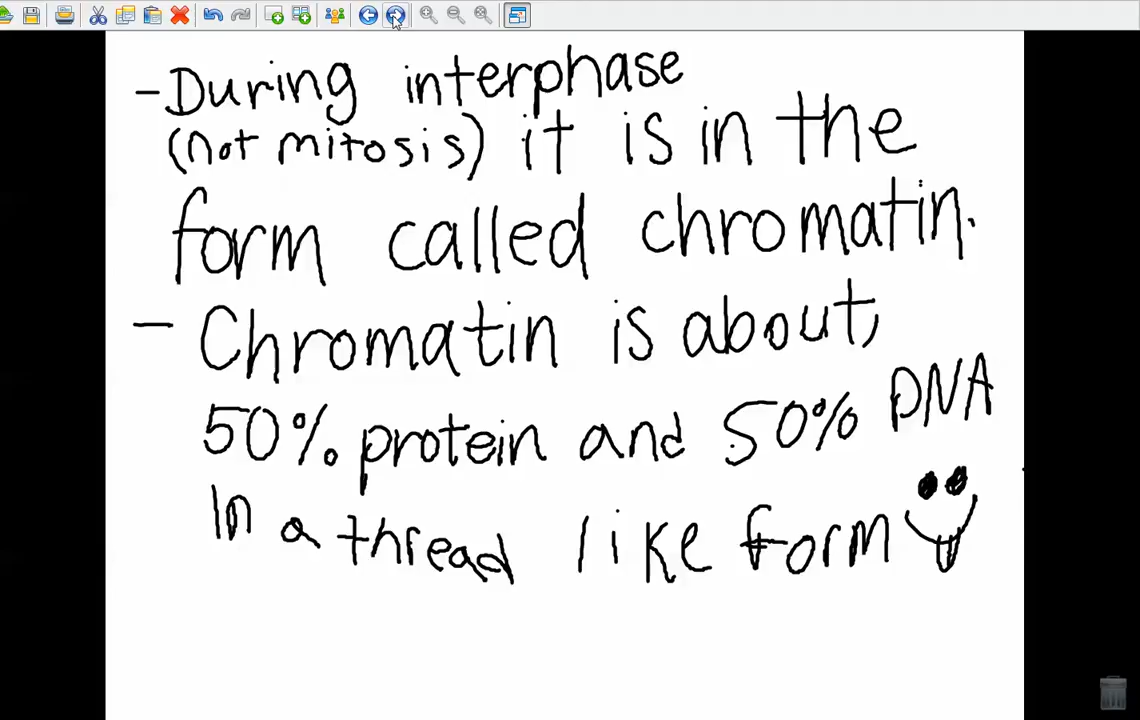 - During interphase
(not mitosis) it is in the
form called chromatin.
- Chromatin is about,
50% protein and 50% DNA
In a thread like form